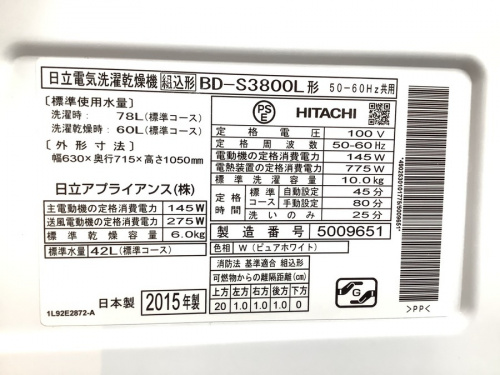 日立電気洗濯乾燥機 組込形 BD-S3800L形 50-60Hz共用
標準使用水量
洗濯時: 78L(標準コース)
洗濯乾燥時: 60L(標準コース)
外形寸法
幅630×奥行715×高さ1050mm
日立アプライアンス(株)
主電動機の定格消費電力 145W
送風電動機の定格消費電力 275W
標準乾燥容量 6.0kg
標準水量 42L(標準コース)
日本製 2015年製
1L92E2872-A
PS E HITACHI
定格電圧 100V
定格周波数 50-60Hz
電動機の定格消費電力 145W
電熱装置の定格消費電力 775W
標準洗濯容量 10.0kg
定格時間 標準コース 自動設定 45分
手動設定 80分
洗いのみ 25分
製造番号 5009651
色相 W(ピュアホワイト)
消防法 基準適合 組込形
可燃物からの離隔距離(cm)
上方 左方 右方 前方 後方 下方
20 1.0 1.0 1.0 1.0 0
G
>PP<